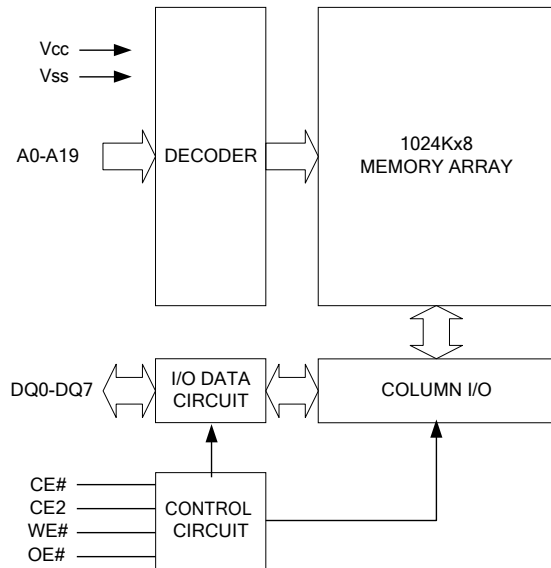 Vcc
Vss
A0-A19
DECODER
1024Kx8
MEMORY ARRAY
DQ0-DQ7
I/O DATA
CIRCUIT
COLUMN I/O
CE#
CE2
WE#
OE#
CONTROL
CIRCUIT